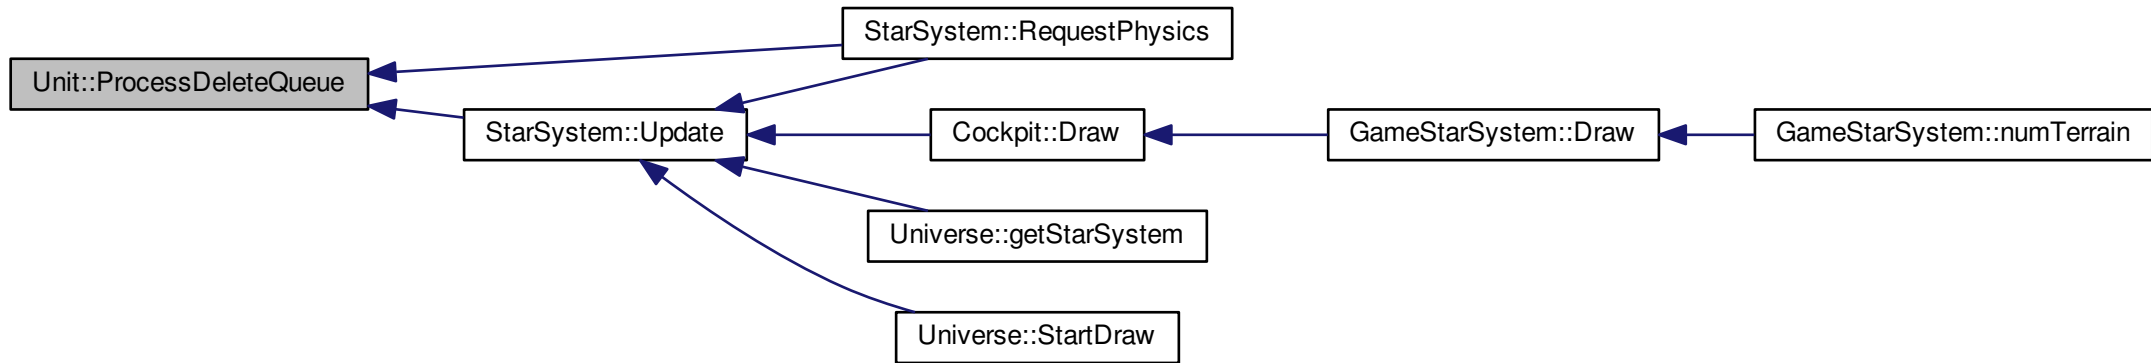 StarSystem::RequestPhysics
Unit::ProcessDeleteQueue
StarSystem::Update
Cockpit::Draw
GameStarSystem::Draw
GameStarSystem::numTerrain
Universe::getStarSystem
Universe::StartDraw